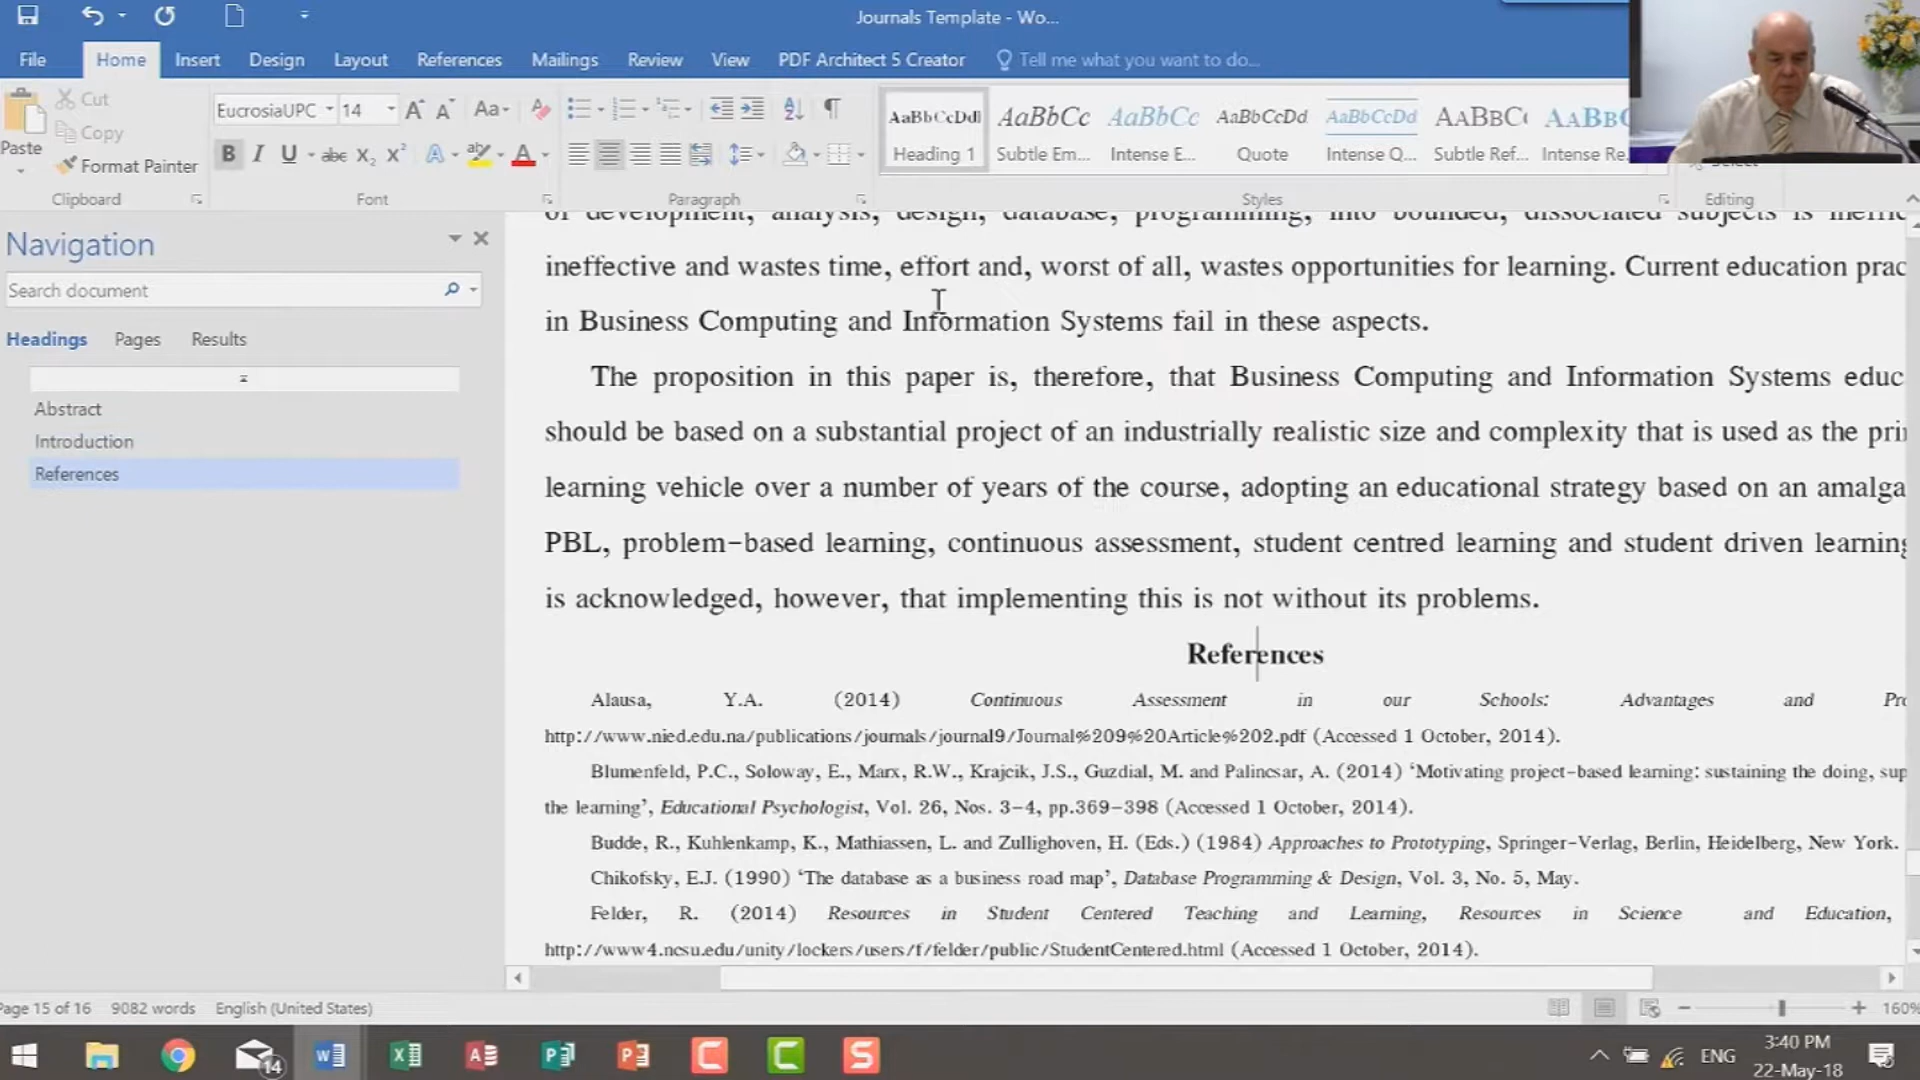 Journals Template - Wo...
File Home Insert Design Layout References Mailings Review View PDF Architect 5 Creator Tell me what you want to do...
Paste
Cut
Copy
Format Painter
Clipboard
EucrosiaUPC 14
Font
Paragraph
AaBbCcDdI AaBbCc AaBbCc AaBbCcDd AaBbCcDd AaBbC
Heading 1 Subtle Em... Intense E... Quote Intense Q... Subtle Ref... Intense Re
Styles
Editing
Navigation
Search document
Headings Pages Results
Abstract
Introduction
References
of development, analysis, design, database, programming, into bounded, dissociated subjects is
ineffective and wastes time, effort and, worst of all, wastes opportunities for learning. Current education prac
in Business Computing and Information Systems fail in these aspects.
The proposition in this paper is, therefore, that Business Computing and Information Systems educ
should be based on a substantial project of an industrially realistic size and complexity that is used as the pri
learning vehicle over a number of years of the course, adopting an educational strategy based on an amalga
PBL, problem-based learning, continuous assessment, student centred learning and student driven learning
is acknowledged, however, that implementing this is not without its problems.
References
Alausa, Y.A. (2014) Continuous Assessment in our Schools: Advantages and Pro
http://www.nied.edu.na/publications/journals/journal9/Journal%209%20Article%202.pdf (Accessed 1 October, 2014).
Blumenfeld, P.C., Soloway, E., Marx, R.W., Krajcik, J.S., Guzdial, M. and Palincsar, A. (2014) ‘Motivating project-based learning: sustaining the doing, sup
the learning’, Educational Psychologist, Vol. 26, Nos. 3-4, pp.369-398 (Accessed 1 October, 2014).
Budde, R., Kuhlenkamp, K., Mathiassen, L. and Zullighoven, H. (Eds.) (1984) Approaches to Prototyping, Springer-Verlag, Berlin, Heidelberg, New York.
Chikofsky, E.J. (1990) ‘The database as a business road map’, Database Programming & Design, Vol. 3, No. 5, May.
Felder, R. (2014) Resources in Student Centered Teaching and Learning, Resources in Science and Education,
http://www4.ncsu.edu/unity/lockers/users/f/felder/public/StudentCentered.html (Accessed 1 October, 2014).
Page 15 of 16 9082 words English (United States)
160%
14
ENG
3:40 PM
22-May-18